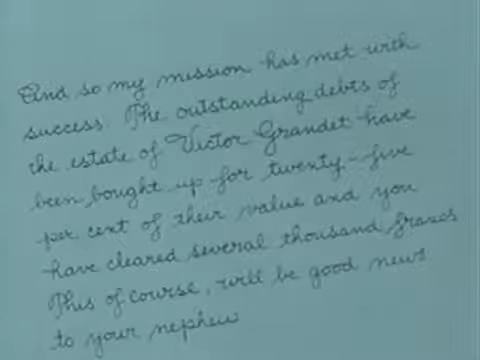 And so my mission has met with
success. The outstanding debts of
the estate of Victor Grandet have
been bought up for twenty-five
per cent of their value and you
have cleared several thousand francs
This of course, will be good news
to your nephew